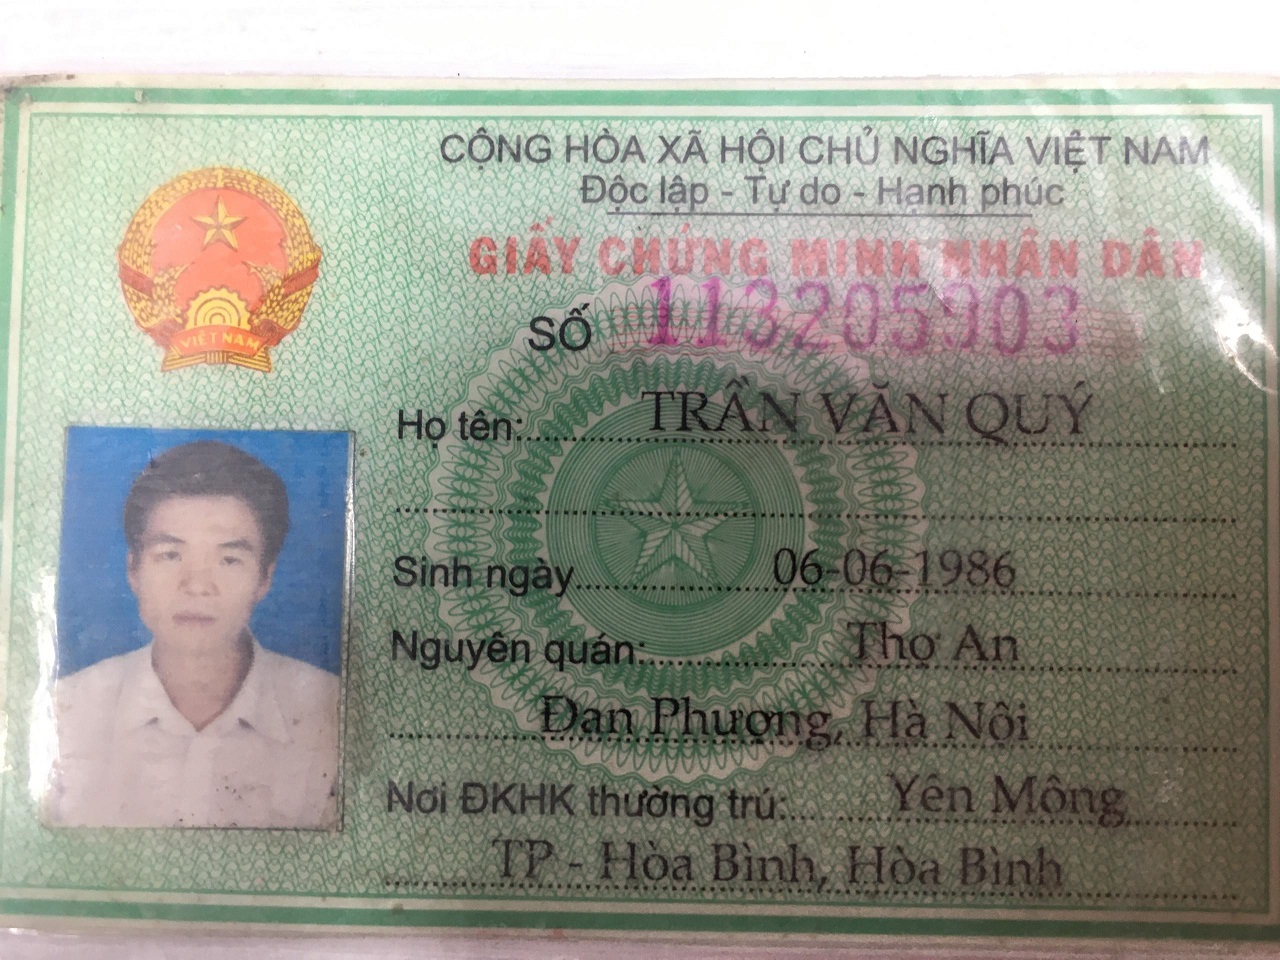 CỘNG HÒA XÃ HỘI CHỦ NGHĨA VIỆT NAM
Độc lập - Tự do - Hạnh phúc
GIẤY CHỨNG MINH NHÂN DÂN
SỐ 113205903
VIỆT NAM
Họ tên: TRẦN VĂN QUÝ
Sinh ngày 06-06-1986
Nguyên quán: Thọ An
Đan Phượng, Hà Nội
Nơi ĐKHK thường trú: Yên Mông
TP - Hòa Bình, Hòa Bình